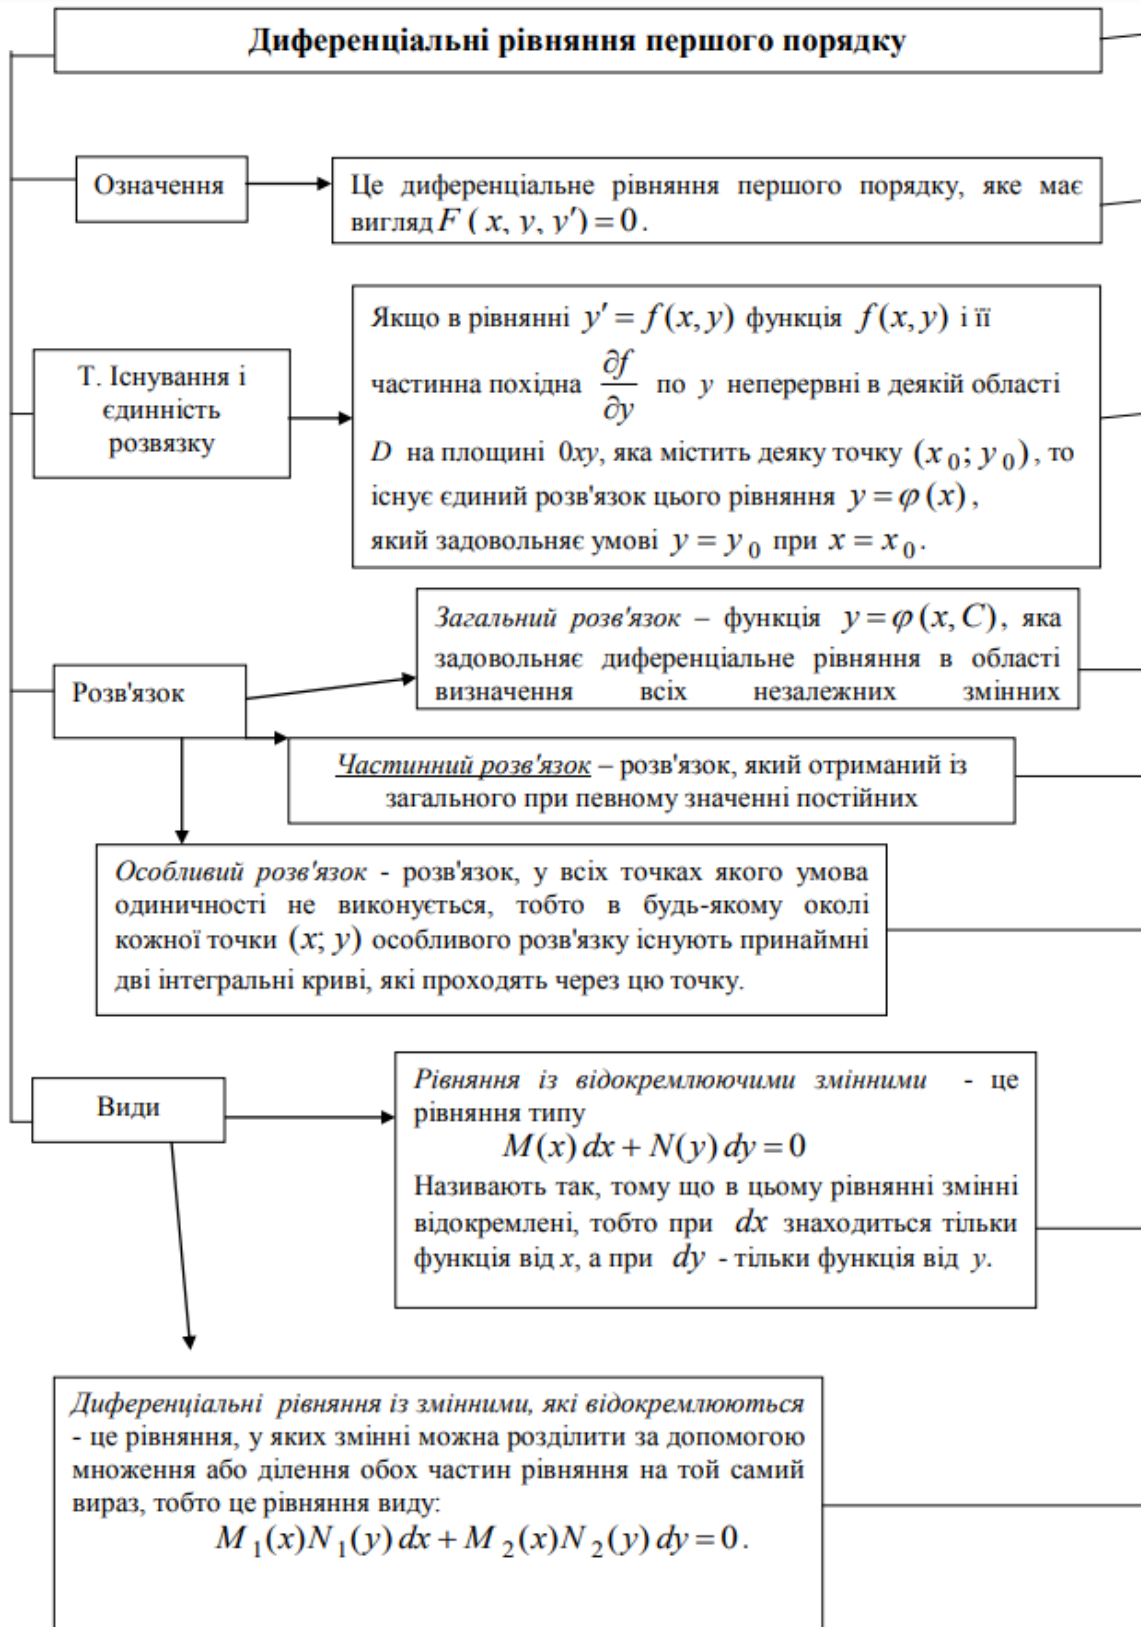 Диференціальні рівняння першого порядку
Означення
Це диференціальне рівняння першого порядку, яке має
вигляд F ( x, y, y′) = 0 .
Т. Існування і
єдинність
розвязку
Якщо в рівнянні y′ = f(x, y) функція f(x, y) і її
частинна похідна ∂f/∂y по y неперервні в деякій області
D на площині 0xy, яка містить деяку точку (x₀; y₀), то
існує єдиний розв'язок цього рівняння y = φ(x),
який задовольняє умові y = y₀ при x = x₀.
Розв'язок
Загальний розв'язок – функція y = φ(x, C), яка
задовольняє диференціальне рівняння в області
визначення всіх незалежних змінних
Частинний розв'язок – розв'язок, який отриманий із
загального при певному значенні постійних
Особливий розв'язок - розв'язок, у всіх точках якого умова
одиничності не виконується, тобто в будь-якому околі
кожної точки (x; y) особливого розв'язку існують принаймні
дві інтегральні криві, які проходять через цю точку.
Види
Рівняння із відокремлюючими змінними - це
рівняння типу
M(x) dx + N(y) dy = 0
Називають так, тому що в цьому рівнянні змінні
відокремлені, тобто при dx знаходиться тільки
функція від x, а при dy - тільки функція від y.
Диференціальні рівняння із змінними, які відокремлюються
- це рівняння, у яких змінні можна розділити за допомогою
множення або ділення обох частин рівняння на той самий
вираз, тобто це рівняння виду:
M₁(x)N₁(y) dx + M₂(x)N₂(y) dy = 0.